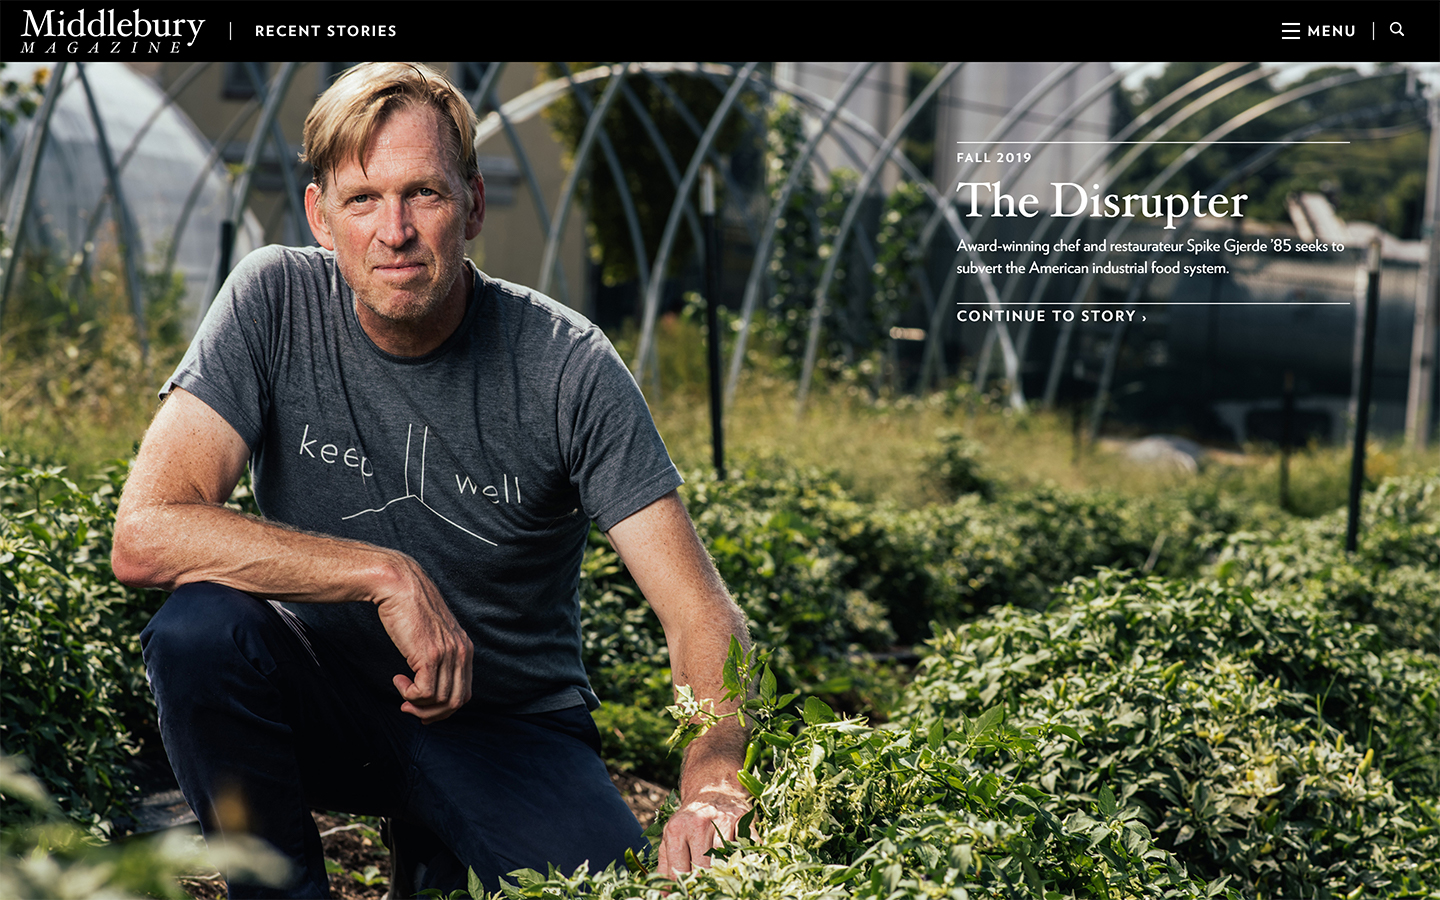 Middlebury
MAGAZINE
RECENT STORIES
MENU
FALL 2019
The Disrupter
Award-winning chef and restaurateur Spike Gjerde ’85 seeks to
subvert the American industrial food system.
CONTINUE TO STORY ›
keep well